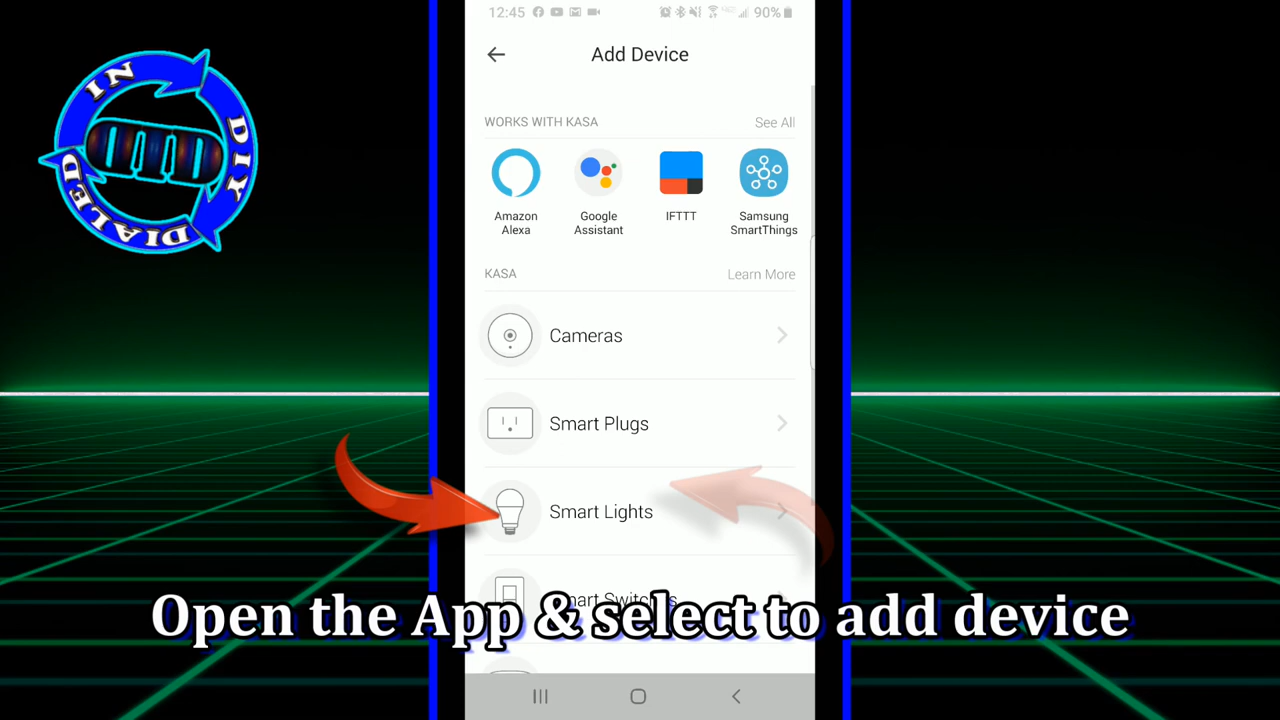 12:45
90%
Add Device
WORKS WITH KASA
See All
Amazon
Alexa
Google
Assistant
IFTTT
Samsung
SmartThings
KASA
Learn More
Cameras
Smart Plugs
Smart Lights
Open the App & select to add device
DIALED
IN
DIY
DIID